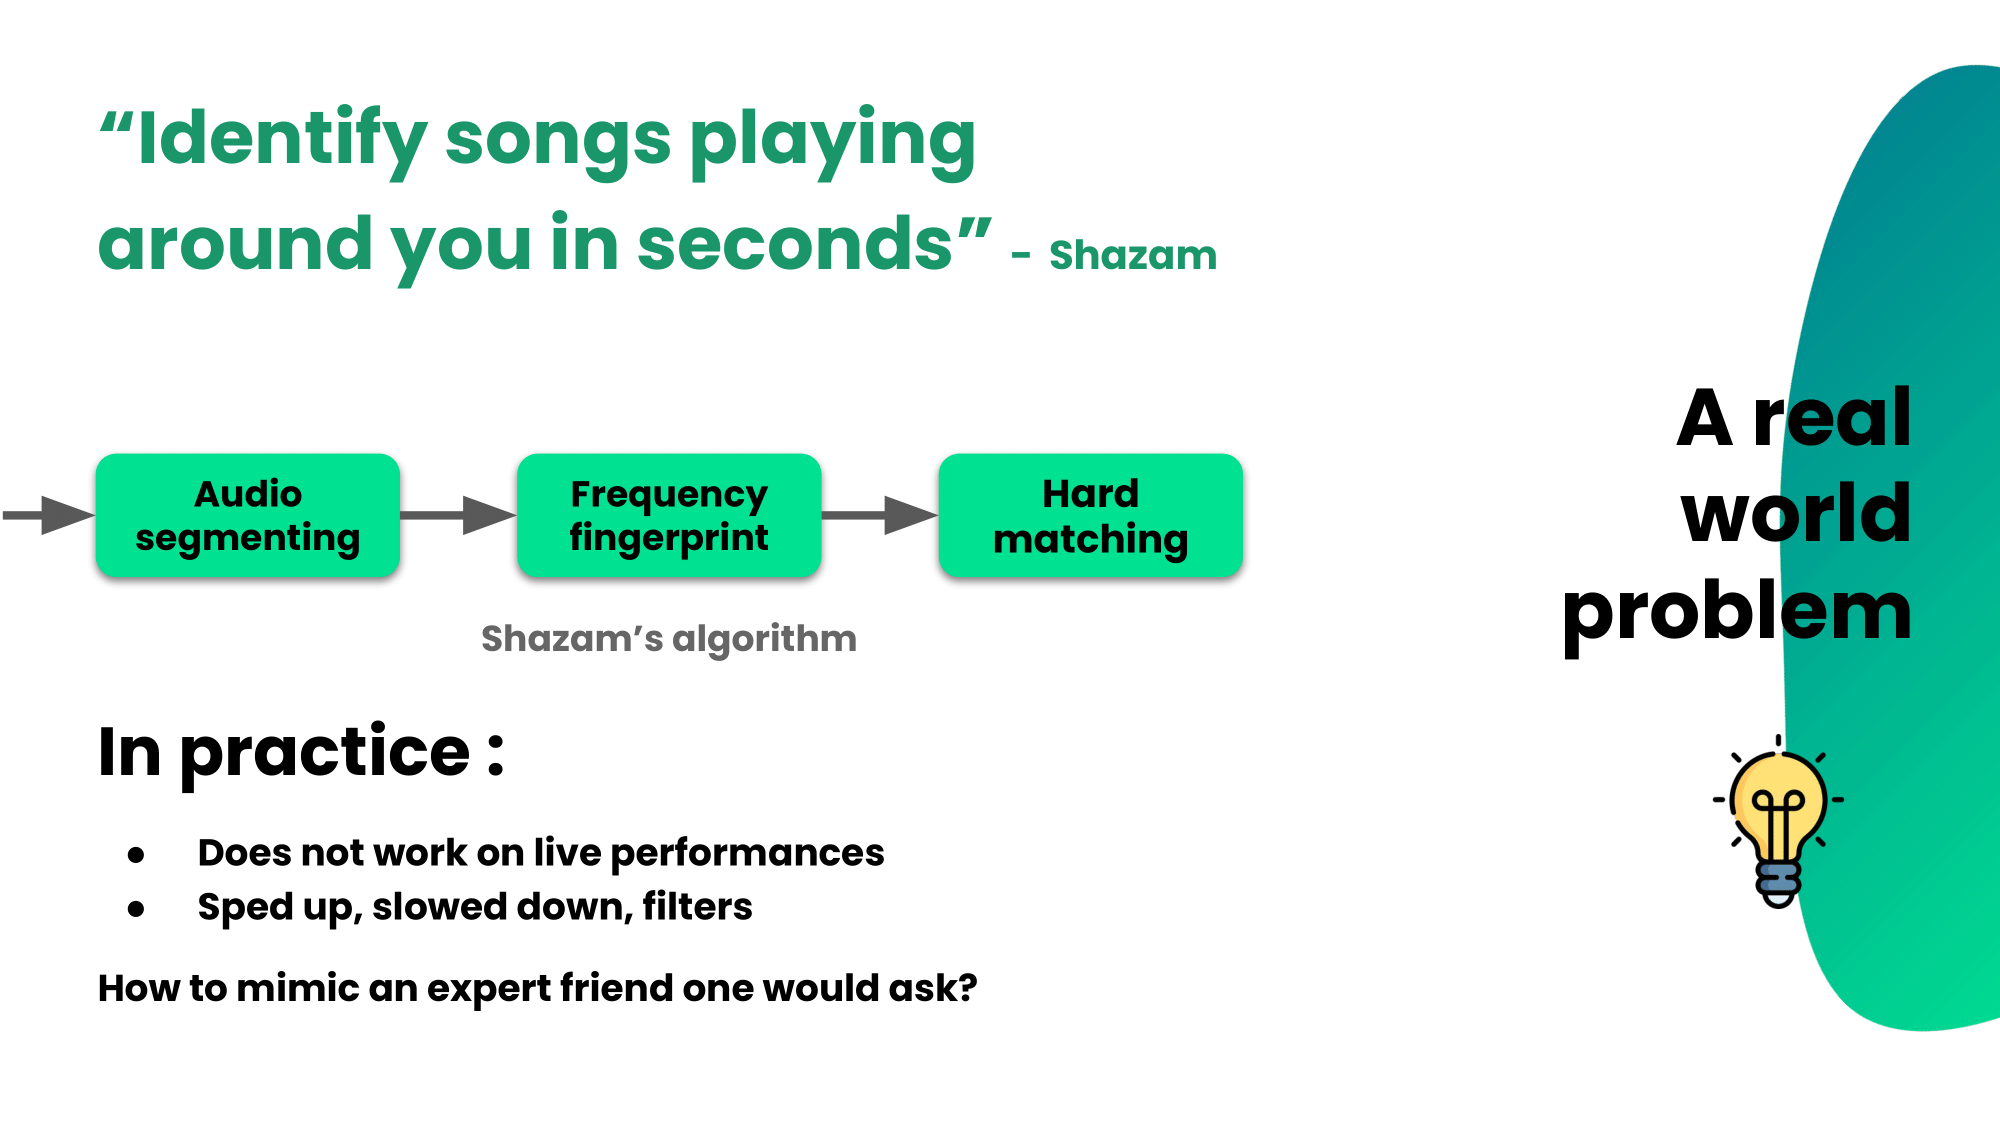 “Identify songs playing
around you in seconds” - Shazam
Audio
segmenting
Frequency
fingerprint
Hard
matching
Shazam’s algorithm
A real
world
problem
In practice :
● Does not work on live performances
● Sped up, slowed down, filters
How to mimic an expert friend one would ask?